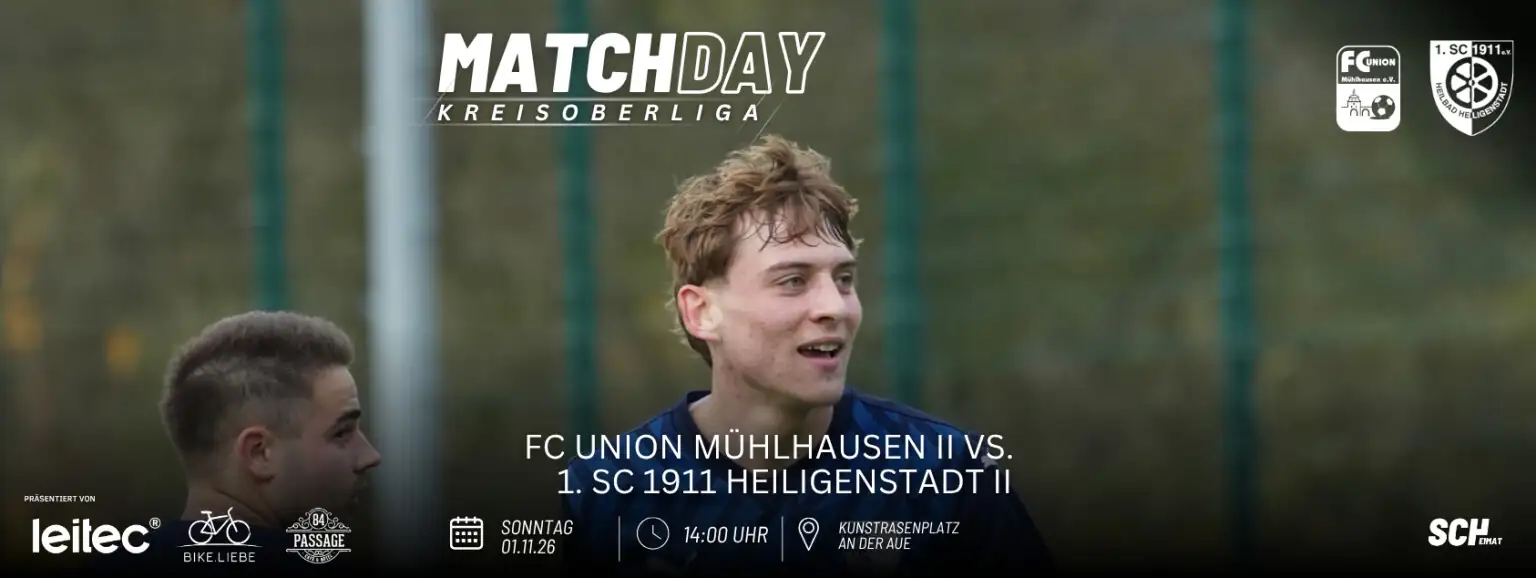 MATCHDAY
KREISOBERLIGA
FC UNION
Mühlhausen e.V.
1. SC 1911 e.V.
HEILBAD HEILIGENSTADT
FC UNION MÜHLHAUSEN II VS.
1. SC 1911 HEILIGENSTADT II
PRÄSENTIERT VON
leitec®
BIKE.LIEBE
84
PASSAGE
SONNTAG
01.11.26
14:00 UHR
KUNSTRASENPLATZ
AN DER AUE
SCHEIMAT